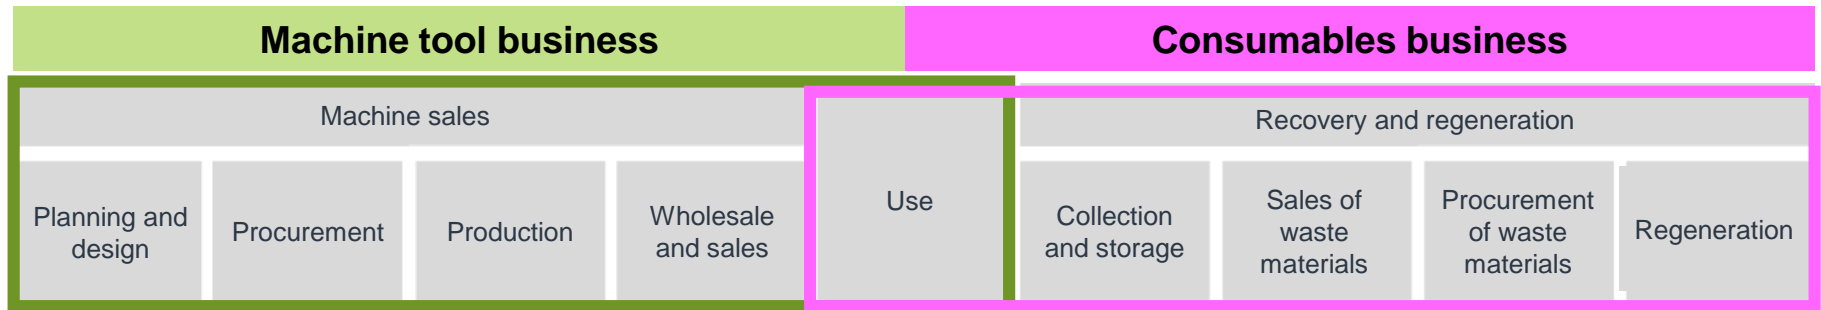 Machine tool business
Consumables business
Machine sales
Use
Recovery and regeneration
Planning and
design
Procurement
Production
Wholesale
and sales
Collection
and storage
Sales of
waste
materials
Procurement
of waste
materials
Regeneration